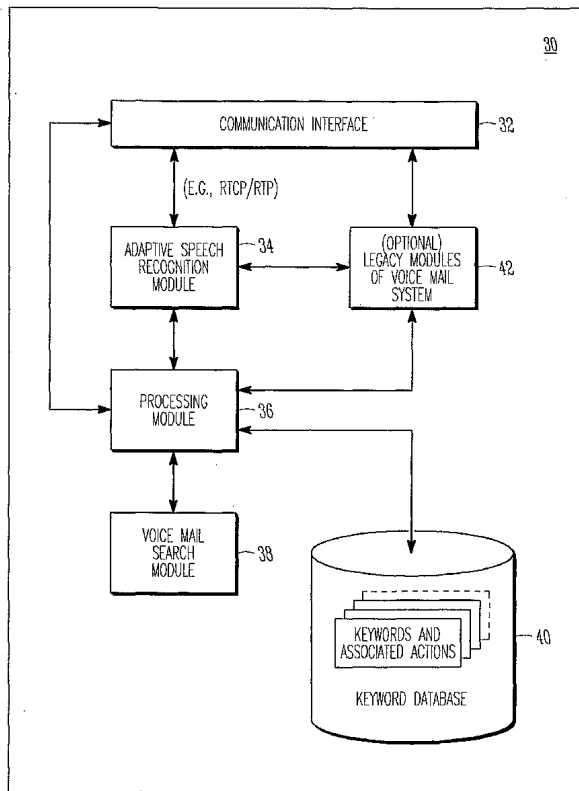 30
COMMUNICATION INTERFACE
32
(E.G., RTCP/RTP)
34
ADAPTIVE SPEECH
RECOGNITION
MODULE
(OPTIONAL)
LEGACY MODULES
OF VOICE MAIL
SYSTEM
42
PROCESSING
MODULE
36
VOICE MAIL
SEARCH
MODULE
38
KEYWORDS AND
ASSOCIATED ACTIONS
40
KEYWORD DATABASE